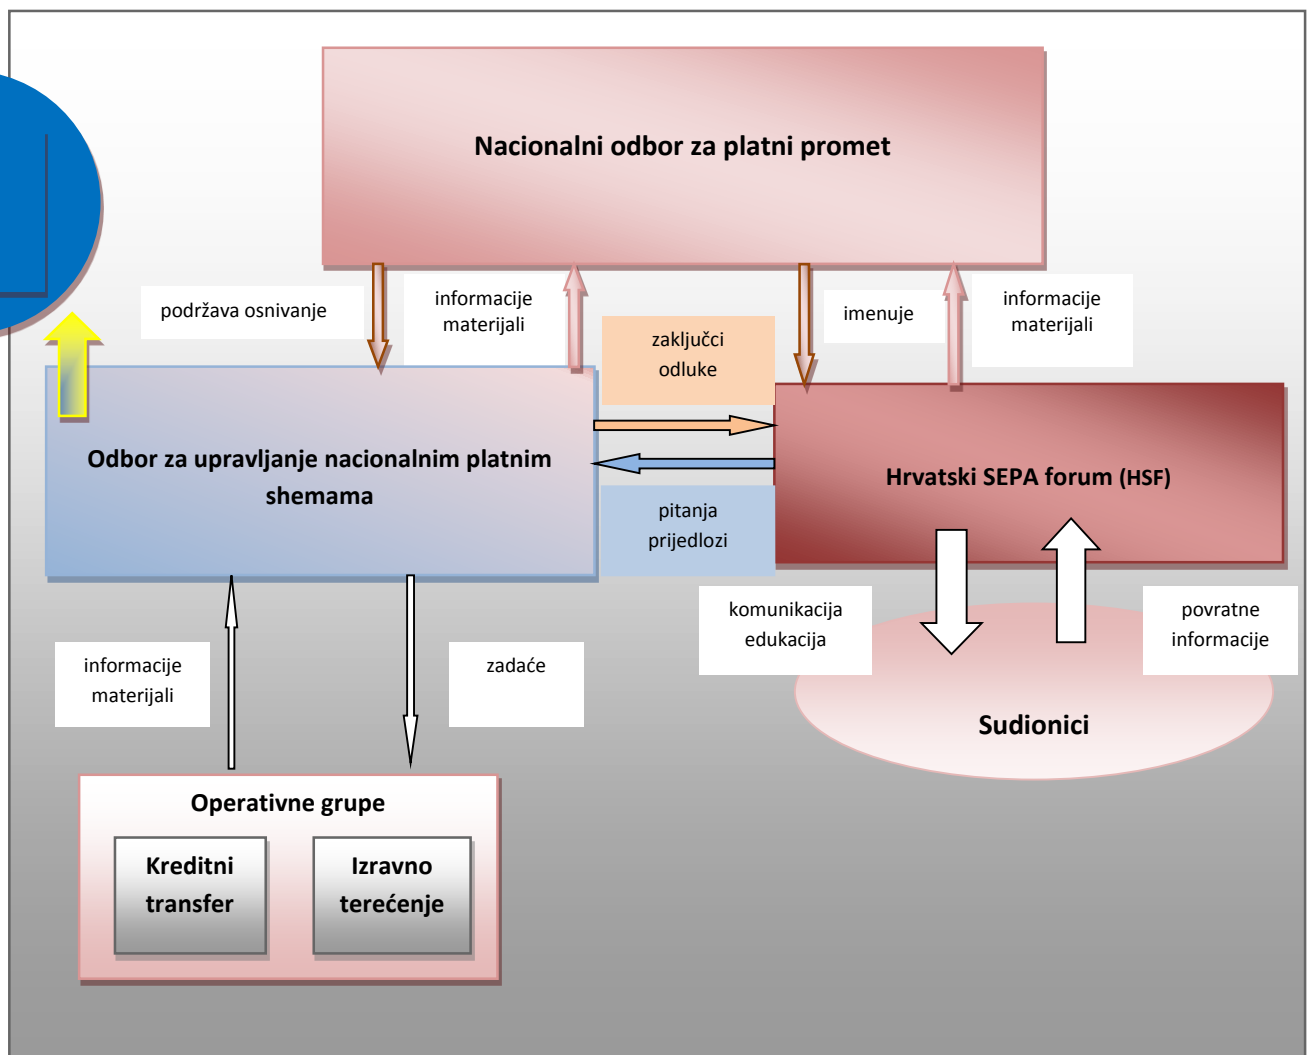 Nacionalni odbor za platni promet
podržava osnivanje
informacije
materijali
imenuje
informacije
materijali
zaključci
odluke
Odbor za upravljanje nacionalnim platnim
shemama
Hrvatski SEPA forum (HSF)
pitanja
prijedlozi
komunikacija
edukacija
povratne
informacije
informacije
materijali
zadaće
Sudionici
Operativne grupe
Kreditni
transfer
Izravno
terećenje